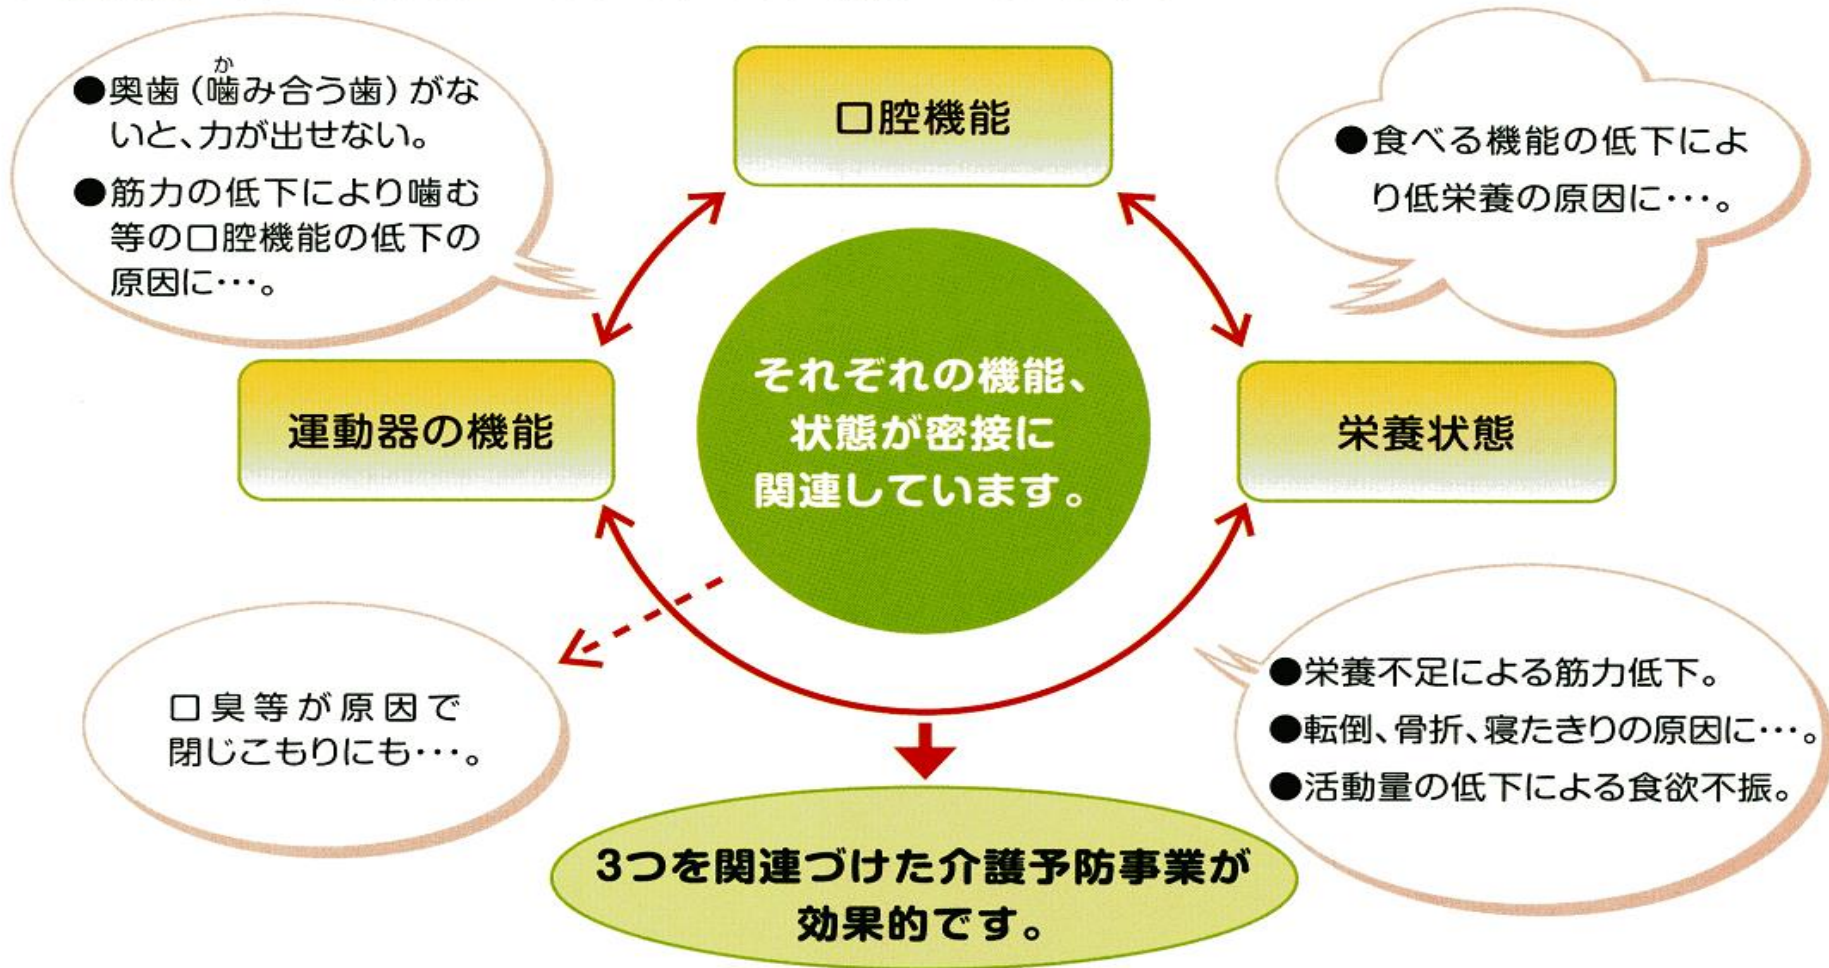 ●奥歯(噛み合う歯)がな
か
いと、力が出せない。
●筋力の低下により噛む
等の口腔機能の低下の
原因に…。
口腔機能
●食べる機能の低下によ
り低栄養の原因に…。
運動器の機能
それぞれの機能、
状態が密接に
関連しています。
栄養状態
口臭等が原因で
閉じこもりにも…。
●栄養不足による筋力低下。
●転倒、骨折、寝たきりの原因に…。
●活動量の低下による食欲不振。
3つを関連づけた介護予防事業が
効果的です。